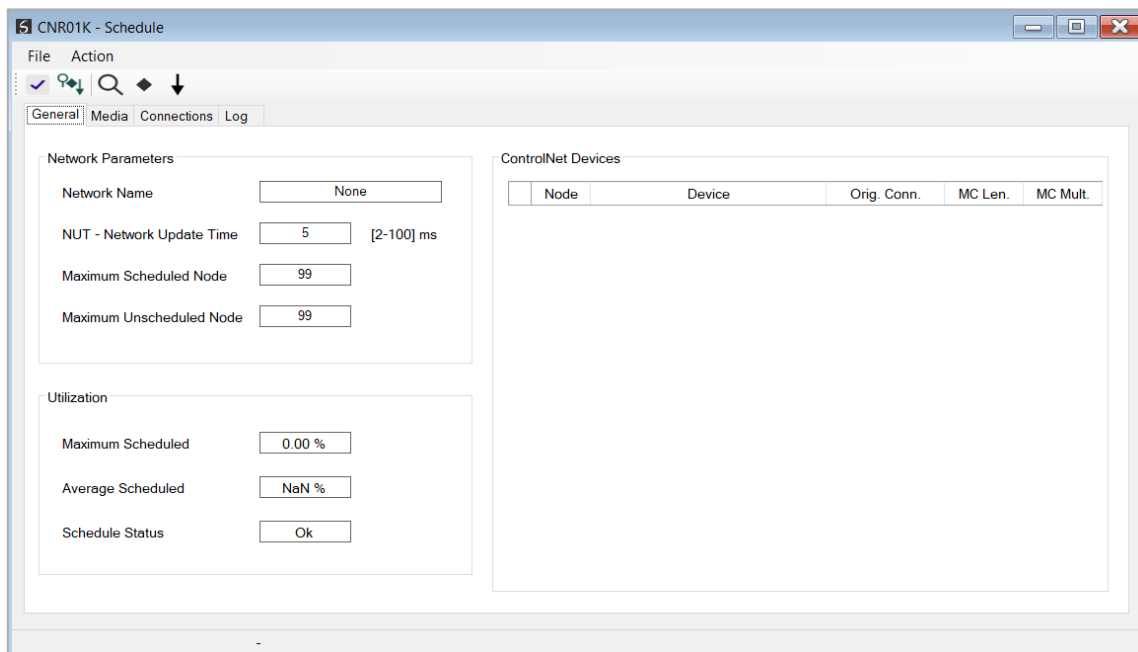 CNR01K - Schedule
File Action
General Media Connections Log
Network Parameters
Network Name None
NUT - Network Update Time 5 [2-100] ms
Maximum Scheduled Node 99
Maximum Unscheduled Node 99
Utilization
Maximum Scheduled 0.00 %
Average Scheduled NaN %
Schedule Status Ok
ControlNet Devices
Node Device Orig. Conn. MC Len. MC Mult.
-